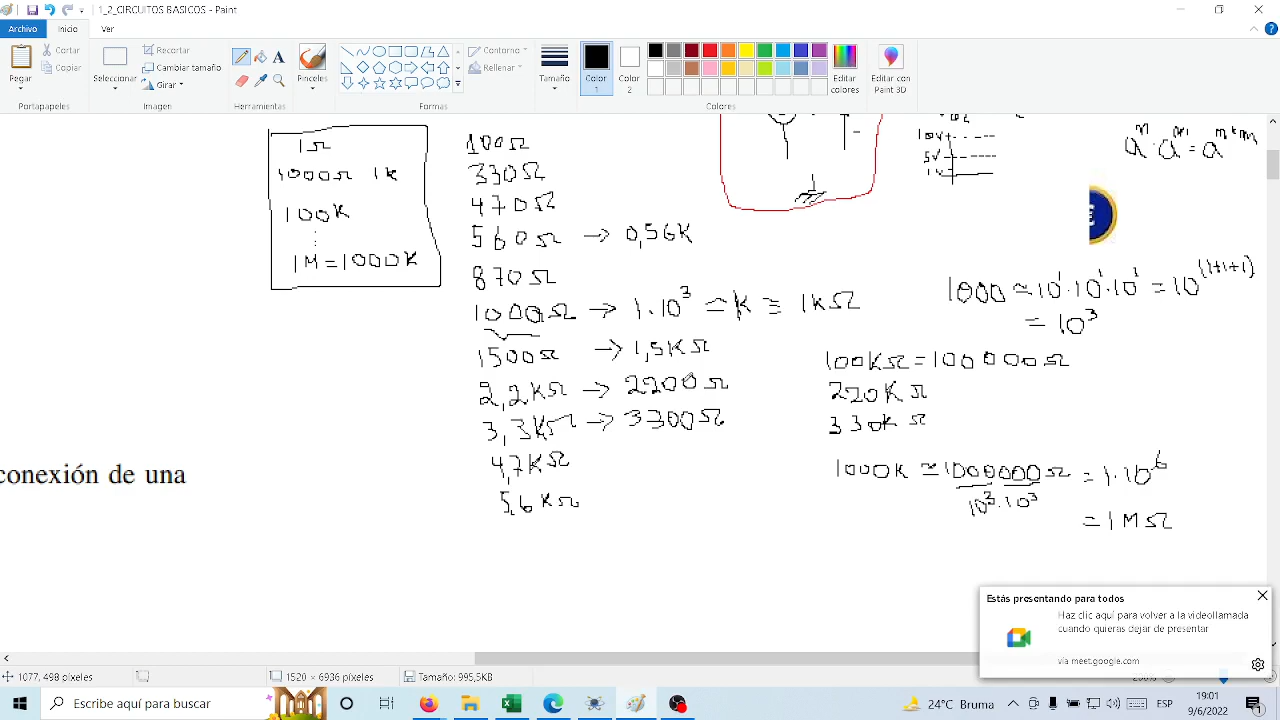 1_2_CIRCUITOS BASICOS - Paint
Archivo Inicio Ver
Pegar
Cortar
Copiar
Portapapeles
Seleccionar
Recortar
Cambiar tamaño
Girar
Imagen
Herramientas
Pinceles
Contorno
Rellenar
Formas
Tamaño
Color 1
Color 2
Editar colores
Colores
Editar con Paint 3D
1Ω
1000Ω 1K
100K
1M=1000K
100Ω
330Ω
470Ω
560Ω → 0,56K
870Ω
1000Ω → 1.10³ ≃ K ≡ 1KΩ
1500Ω → 1,5KΩ
2,2KΩ → 2200Ω
3,3KΩ → 3300Ω
4,7KΩ
5,6KΩ
10V
5V
1V
1000 ≃ 10¹·10¹·10¹ = 10⁽¹⁺¹⁺¹⁾
= 10³
100KΩ = 100000Ω
220KΩ
330KΩ
1000K ≃ 1000000Ω = 1.10⁶
10³.10³
= 1MΩ
conexión de una
Estás presentando para todos
Haz clic aquí para volver a la videollamada
cuando quieras dejar de presentar
vía meet.google.com
1077, 498 píxeles
1520 × 6906 píxeles
Tamaño: 995,5KB
Escribe aquí para buscar
24°C Bruma
ESP
19:01
9/6/2022